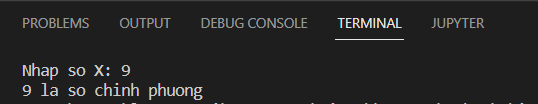 PROBLEMS OUTPUT DEBUG CONSOLE TERMINAL JUPYTER
Nhap so X: 9
9 la so chinh phuong